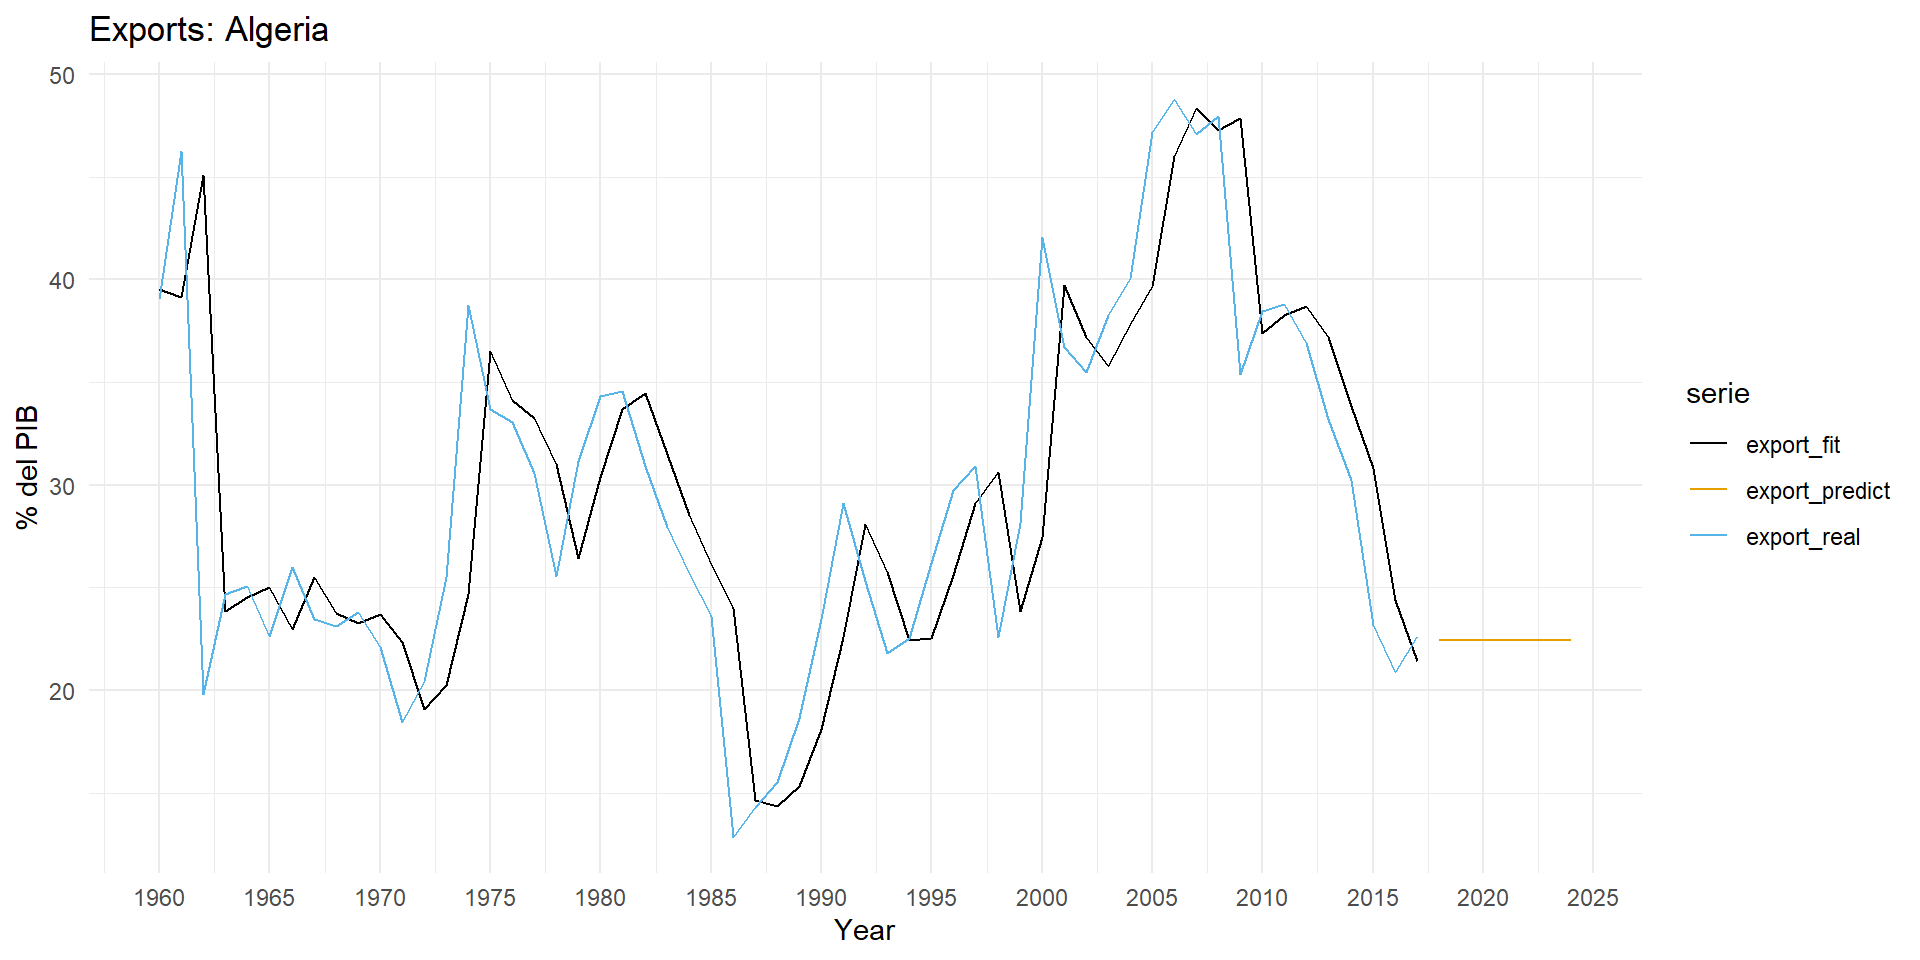 Exports: Algeria
% del PIB
50
40
30
20
1960 1965 1970 1975 1980 1985 1990 1995 2000 2005 2010 2015 2020 2025
Year
serie
export_fit
export_predict
export_real